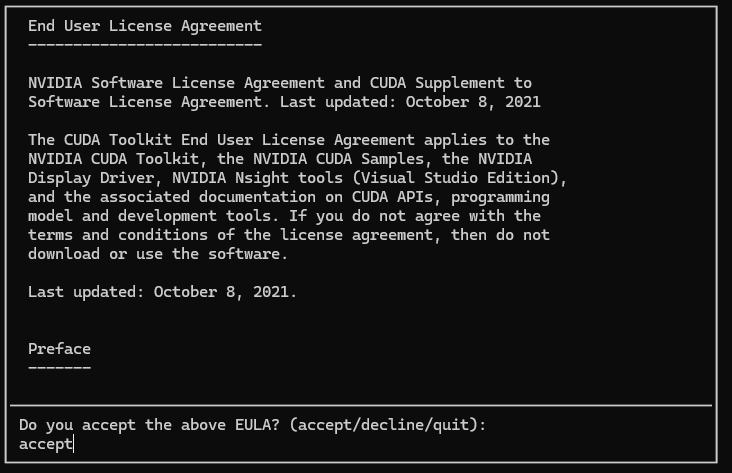 End User License Agreement
--------------------------
NVIDIA Software License Agreement and CUDA Supplement to
Software License Agreement. Last updated: October 8, 2021
The CUDA Toolkit End User License Agreement applies to the
NVIDIA CUDA Toolkit, the NVIDIA CUDA Samples, the NVIDIA
Display Driver, NVIDIA Nsight tools (Visual Studio Edition),
and the associated documentation on CUDA APIs, programming
model and development tools. If you do not agree with the
terms and conditions of the license agreement, then do not
download or use the software.
Last updated: October 8, 2021.
Preface
-------
Do you accept the above EULA? (accept/decline/quit):
accept